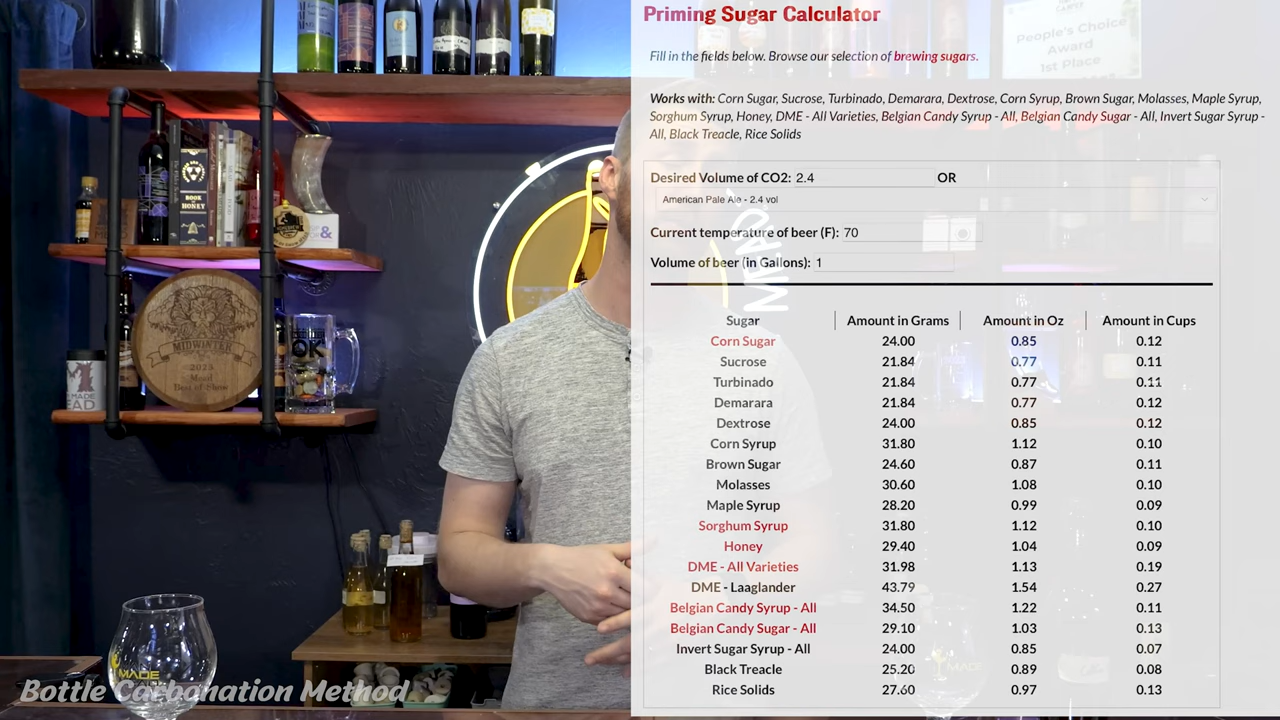 Priming Sugar Calculator
Fill in the fields below. Browse our selection of brewing sugars.
Works with: Corn Sugar, Sucrose, Turbinado, Demarara, Dextrose, Corn Syrup, Brown Sugar, Molasses, Maple Syrup,
Sorghum Syrup, Honey, DME - All Varieties, Belgian Candy Syrup - All, Belgian Candy Sugar - All, Invert Sugar Syrup -
All, Black Treacle, Rice Solids
Desired Volume of CO2: 2.4 OR
American Pale Ale - 2.4 vol
Current temperature of beer (F): 70
Volume of beer (in Gallons): 1
Sugar Amount in Grams Amount in Oz Amount in Cups
Corn Sugar 24.00 0.85 0.12
Sucrose 21.84 0.77 0.11
Turbinado 21.84 0.77 0.11
Demarara 21.84 0.77 0.12
Dextrose 24.00 0.85 0.12
Corn Syrup 31.80 1.12 0.10
Brown Sugar 24.60 0.87 0.11
Molasses 30.60 1.08 0.10
Maple Syrup 28.20 0.99 0.09
Sorghum Syrup 31.80 1.12 0.10
Honey 29.40 1.04 0.09
DME - All Varieties 31.98 1.13 0.19
DME - Laaglander 43.79 1.54 0.27
Belgian Candy Syrup - All 34.50 1.22 0.11
Belgian Candy Sugar - All 29.10 1.03 0.13
Invert Sugar Syrup - All 24.00 0.85 0.07
Black Treacle 25.20 0.89 0.08
Rice Solids 27.60 0.97 0.13
People's Choice
Award
1st Place
BOOK
HONEY
&
MIDWINTER
2023
Mead
Best of Show
OK
MADE
MADE
Bottle Carbonation Method